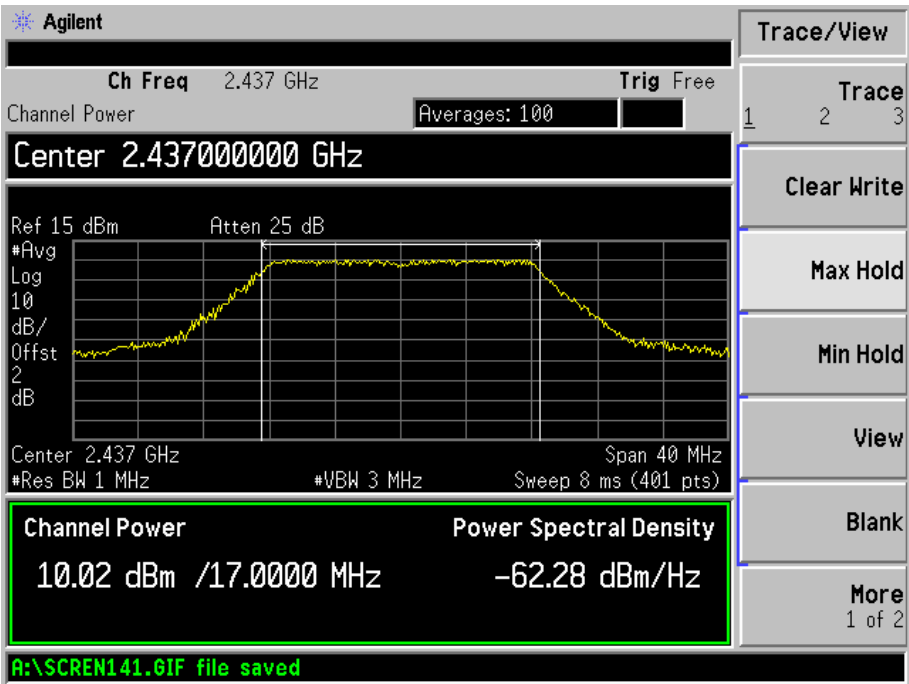 Agilent
Ch Freq 2.437 GHz Trig Free
Channel Power Averages: 100
Center 2.437000000 GHz
Ref 15 dBm Atten 25 dB
#Avg
Log
10
dB/
Offst
2
dB
Center 2.437 GHz Span 40 MHz
#Res BW 1 MHz #VBW 3 MHz Sweep 8 ms (401 pts)
Channel Power Power Spectral Density
10.02 dBm /17.0000 MHz -62.28 dBm/Hz
A:\SCREN141.GIF file saved
Trace/View
Trace
1 2 3
Clear Write
Max Hold
Min Hold
View
Blank
More
1 of 2